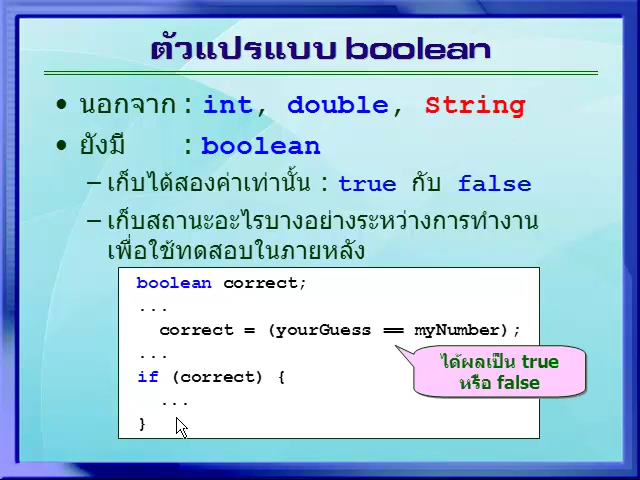 ตัวแปรแบบ boolean
• นอกจาก : int, double, String
• ยังมี : boolean
– เก็บได้สองค่าเท่านั้น : true กับ false
– เก็บสถานะอะไรบางอย่างระหว่างการทำงาน
เพื่อใช้ทดสอบในภายหลัง
boolean correct;
...
correct = (yourGuess == myNumber);
...
if (correct) {
...
}
ได้ผลเป็น true
หรือ false